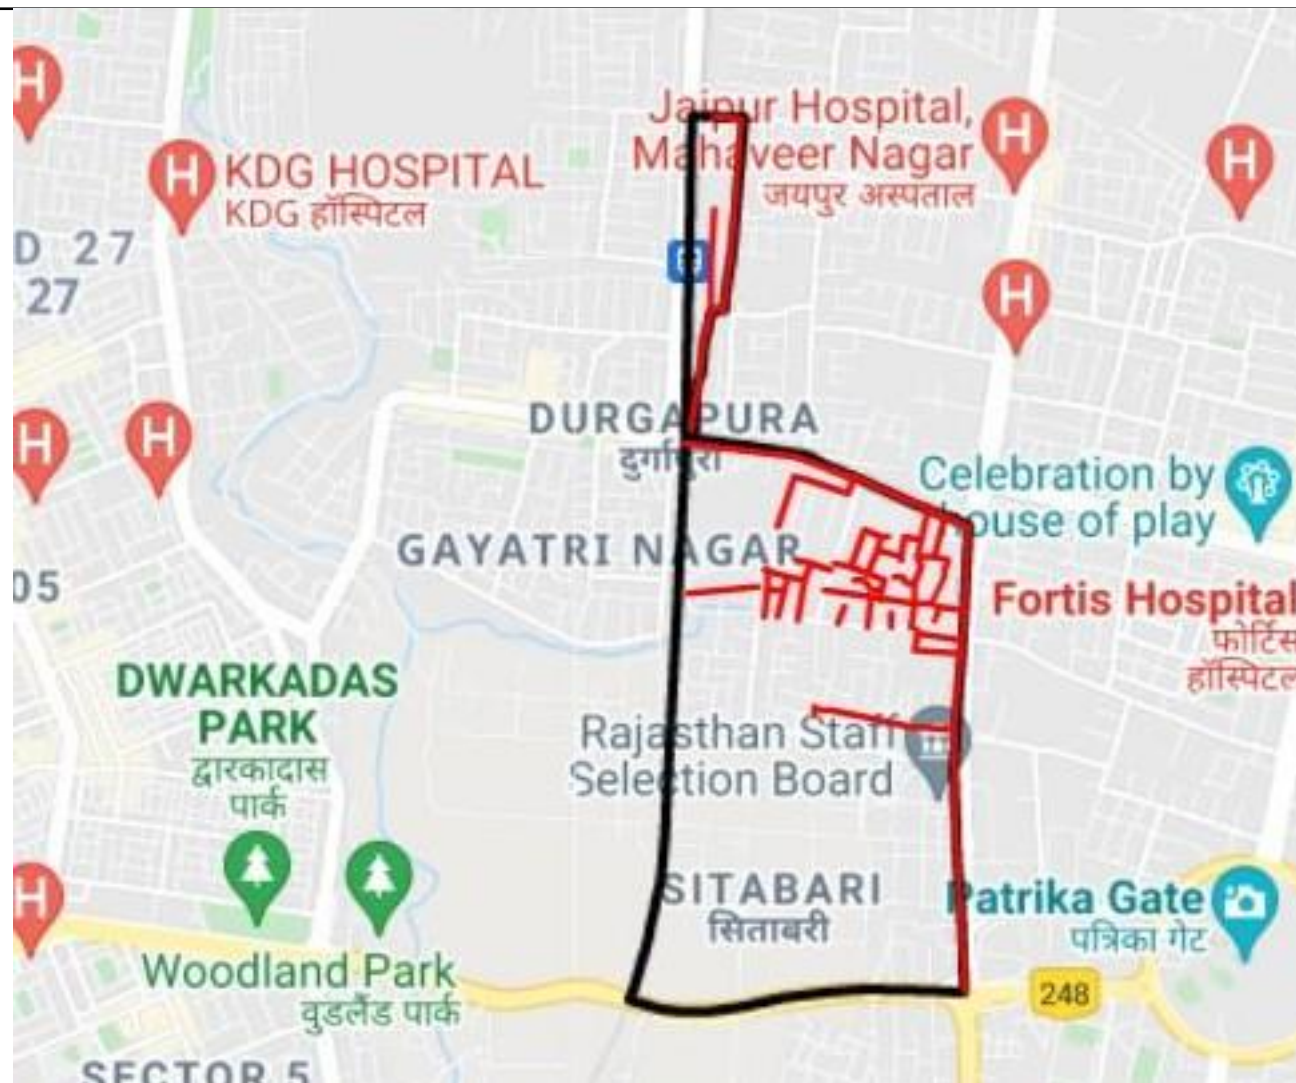 H
Jaipur Hospital,
Mahaveer Nagar
जयपुर अस्पताल
H
H
H
KDG HOSPITAL
KDG हॉस्पिटल
D 27
27
H
DURGAPURA
दुर्गापुरा
H
H
Celebration by
house of play
GAYATRI NAGAR
05
Fortis Hospital
फोर्टिस
हॉस्पिटल
DWARKADAS
PARK
द्वारकादास
पार्क
Rajasthan Staff
Selection Board
H
SITABARI
सिताबरी
Patrika Gate
पत्रिका गेट
Woodland Park
वुडलैंड पार्क
248
SECTOR 5